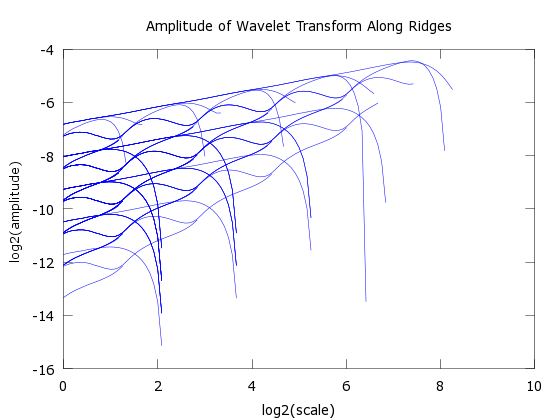 Amplitude of Wavelet Transform Along Ridges
-4
-6
-8
-10
-12
-14
-16
log2(amplitude)
0 2 4 6 8 10
log2(scale)